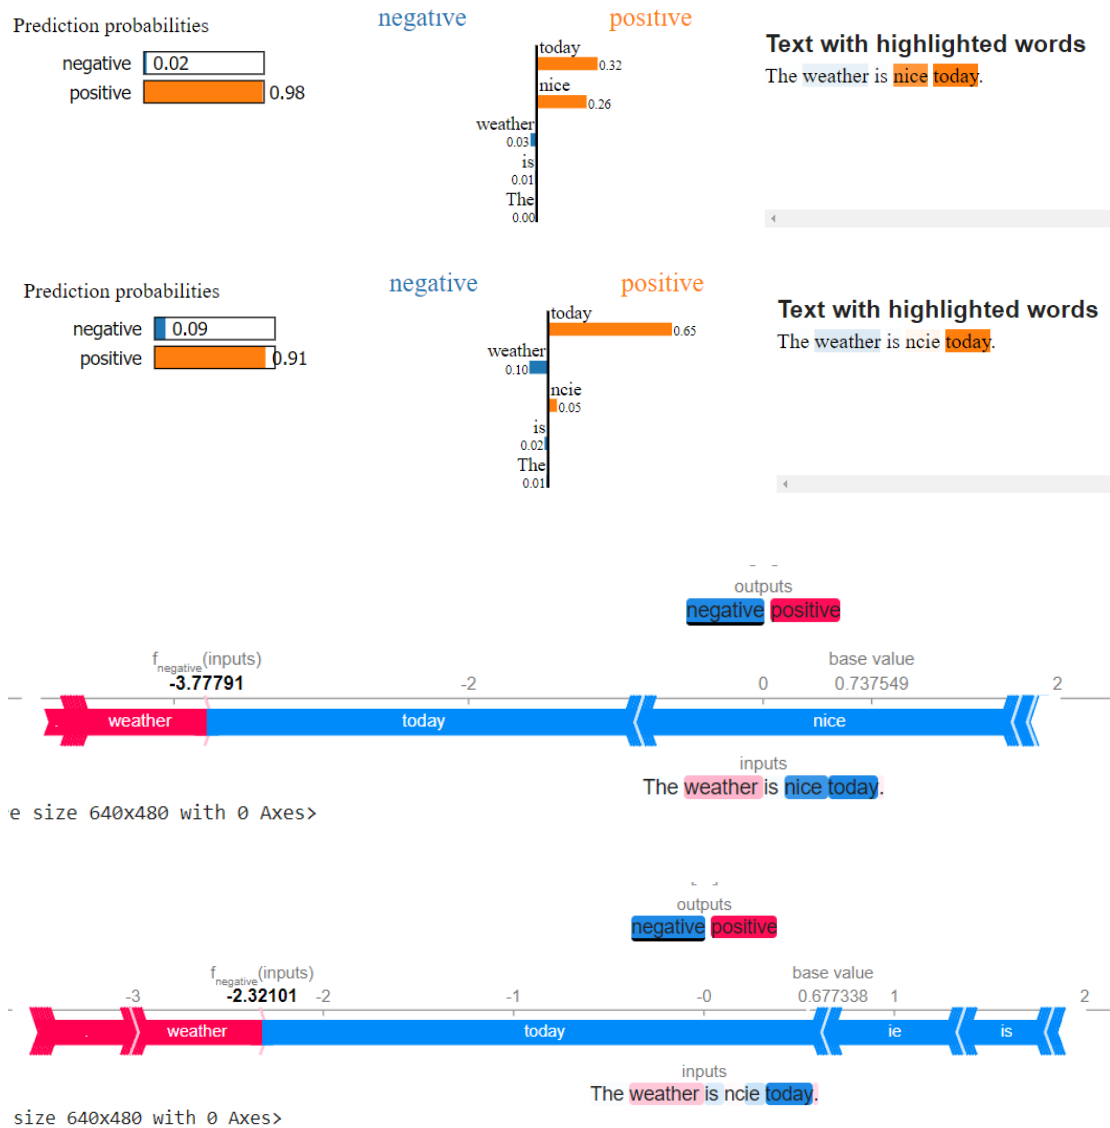 negative positive
Prediction probabilities
negative 0.02
positive 0.98
today
0.32
nice
0.26
weather
0.03
is
0.01
The
0.00
Text with highlighted words
The weather is nice today.
negative positive
Prediction probabilities
negative 0.09
positive 0.91
today
0.65
weather
0.10
ncie
0.05
is
0.02
The
0.01
Text with highlighted words
The weather is ncie today.
outputs
negative positive
fnegative(inputs) base value
-3.77791 -2 0 0.737549 2
. weather today nice
inputs
The weather is nice today.
e size 640x480 with 0 Axes>
outputs
negative positive
fnegative(inputs) base value
-3 -2.32101 -2 -1 -0 0.677338 1 2
. weather today ie is
inputs
The weather is ncie today.
size 640x480 with 0 Axes>